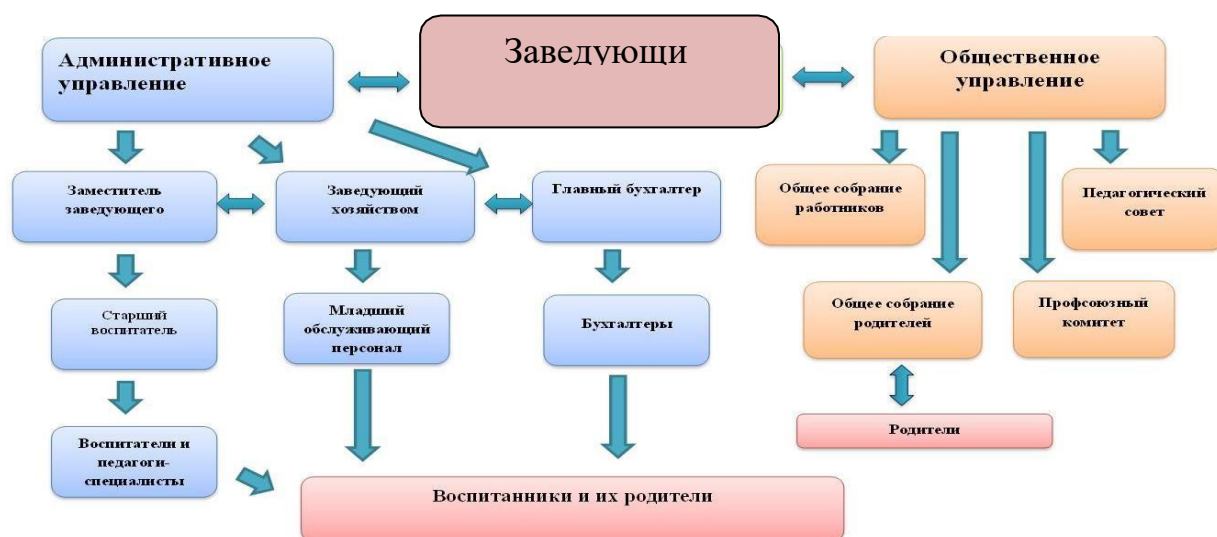 Административное
управление
Заведующи
Общественное
управление
Заместитель
заведующего
Заведующий
хозяйством
Главный бухгалтер
Общее собрание
работников
Педагогический
совет
Старший
воспитатель
Младший
обслуживающий
персонал
Бухгалтеры
Общее собрание
родителей
Профсоюзный
комитет
Родители
Воспитатели и
педагоги-
специалисты
Воспитанники и их родители